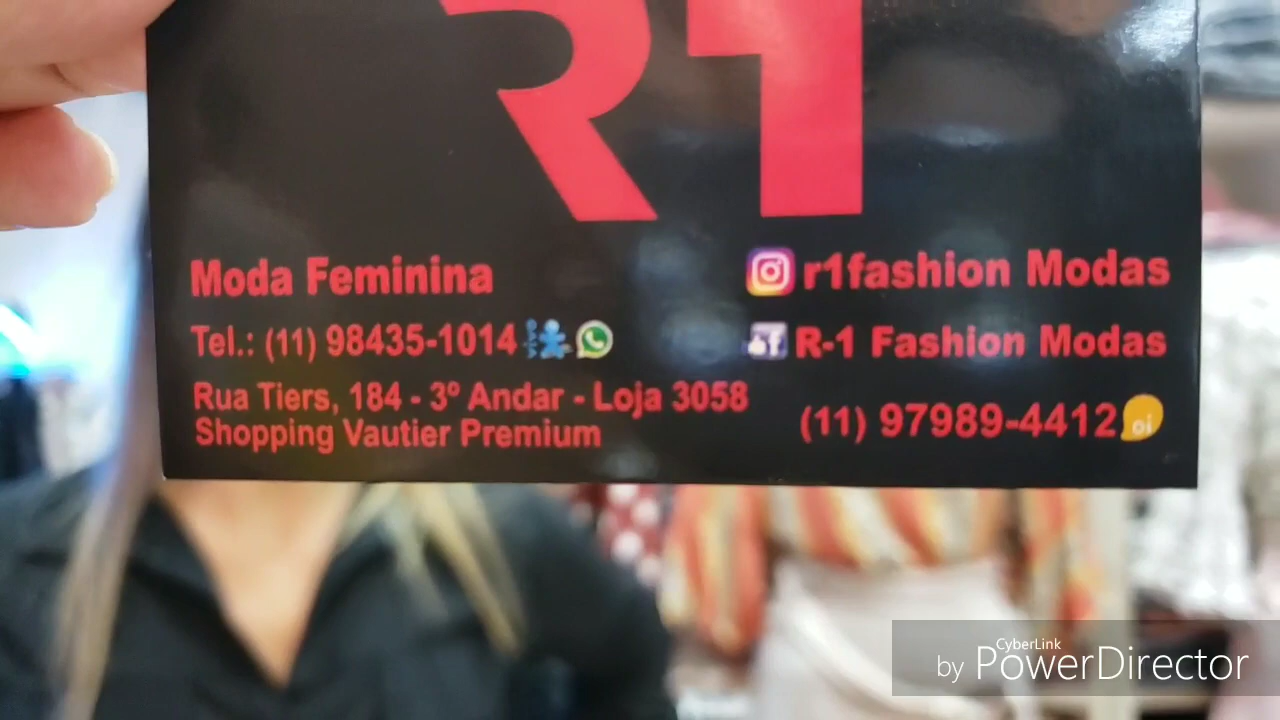 R1
Moda Feminina
Tel.: (11) 98435-1014
Rua Tiers, 184 - 3º Andar - Loja 3058
Shopping Vautier Premium
r1fashion Modas
R-1 Fashion Modas
(11) 97989-4412 oi
CyberLink
by PowerDirector